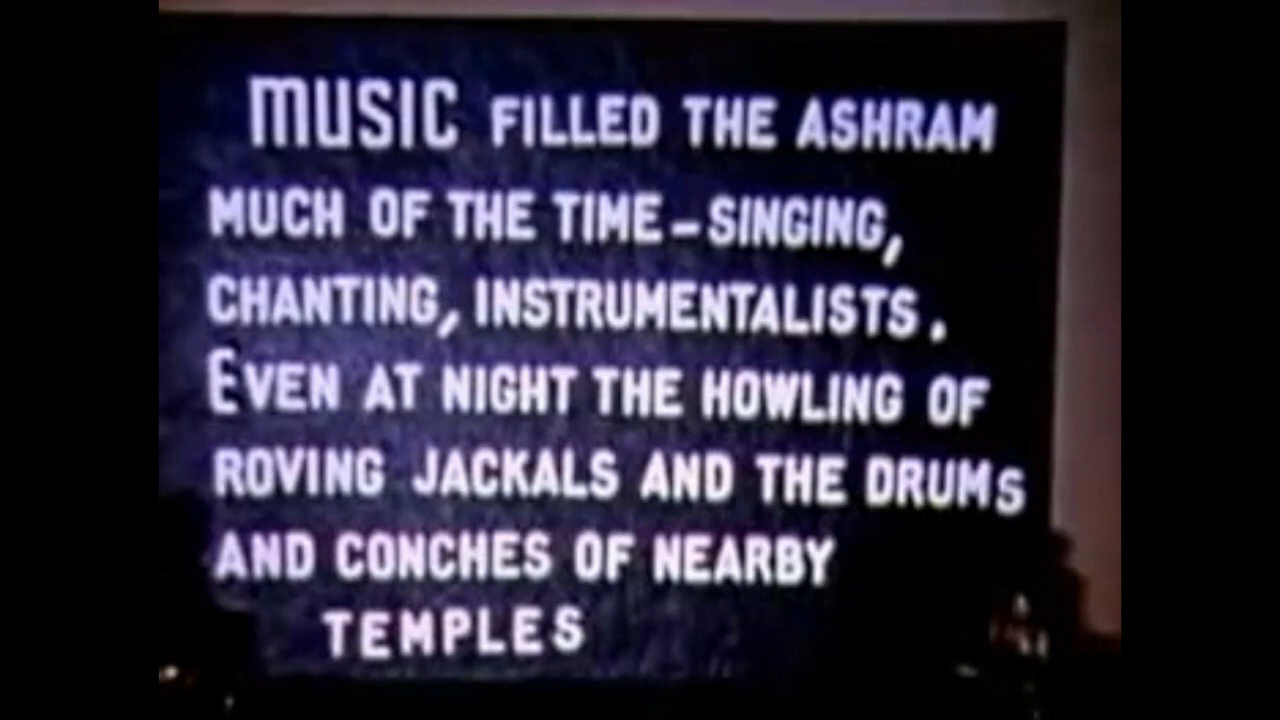 MUSIC FILLED THE ASHRAM
MUCH OF THE TIME – SINGING,
CHANTING, INSTRUMENTALISTS.
EVEN AT NIGHT THE HOWLING OF
ROVING JACKALS AND THE DRUMS
AND CONCHES OF NEARBY
TEMPLES